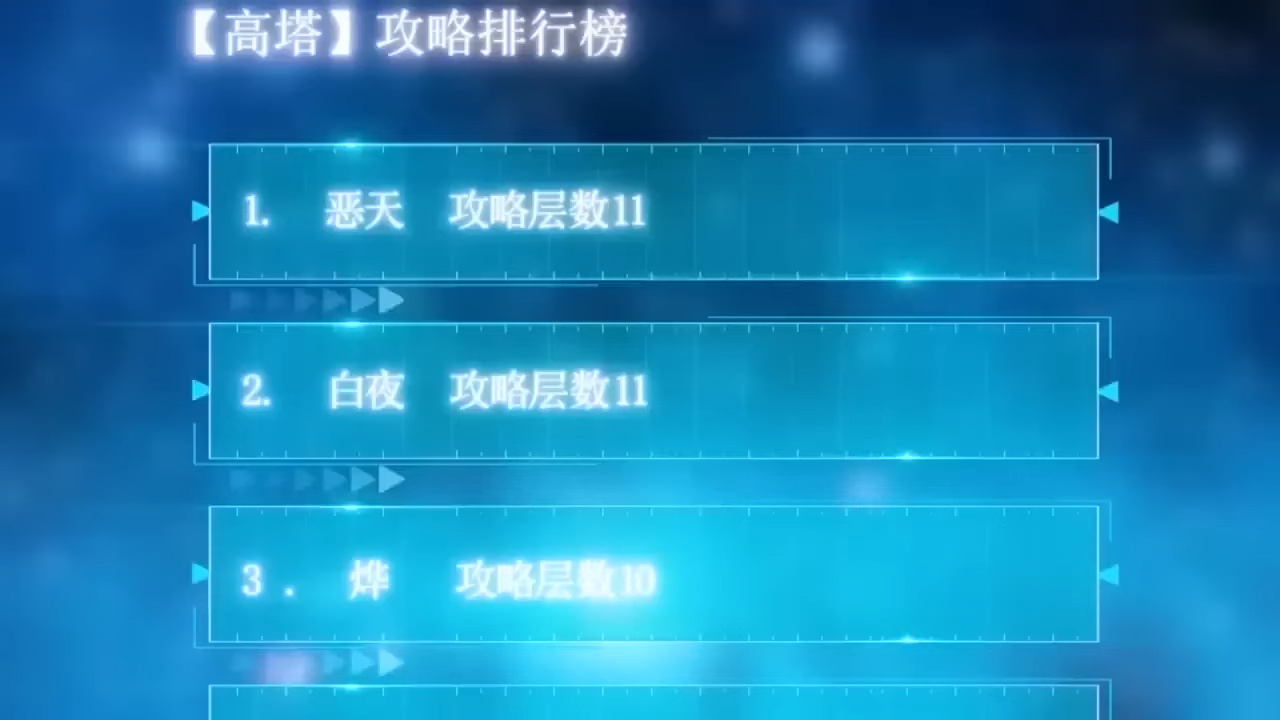 【高塔】攻略排行榜
1. 恶天 攻略层数11
2. 白夜 攻略层数11
3. 烨 攻略层数10